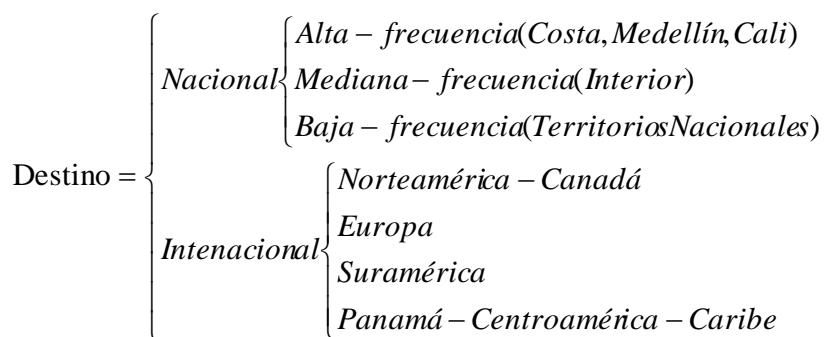 Alta – frecuencia(Costa,Medellín,Cali)
Nacional Mediana – frecuencia(Interior)
Baja – frecuencia(TerritoriosNacionales)
Destino =
Norteamérica – Canadá
Europa
Intenacional
Suramérica
Panamá – Centroamérica – Caribe